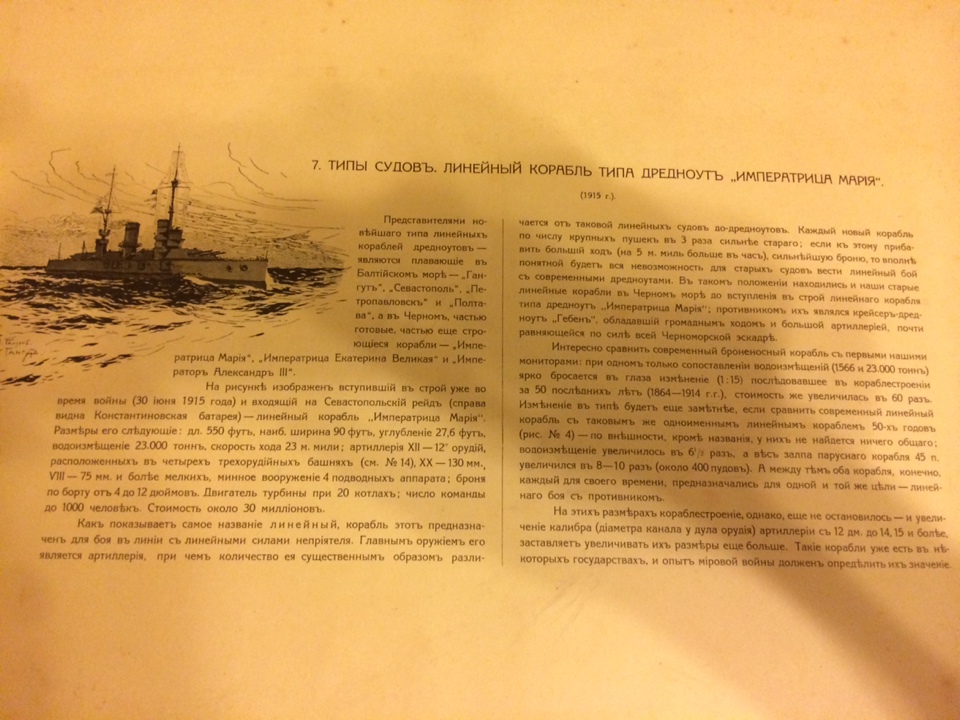 7. ТИПЫ СУДОВЪ. ЛИНЕЙНЫЙ КОРАБЛЬ ТИПА ДРЕДНОУТЪ „ИМПЕРАТРИЦА МАРІЯ“.
(1915 г.).
Представителями но-
вѣйшаго типа линейныхъ
кораблей дредноутовъ —
являются плавающіе въ
Балтійскомъ морѣ — „Ган-
гутъ“, „Севастополь“, „Пе-
тропавловскъ“ и „Полта-
ва“, а въ Черномъ, частью
готовые, частью еще стро-
ющіеся корабли — „Импе-
ратрица Марія“, „Императрица Екатерина Великая“ и „Импе-
раторъ Александръ III“.
На рисункѣ изображенъ вступившій въ строй уже во
время войны (30 іюня 1915 года) и входящій на Севастопольскій рейдъ (справа
видна Константиновская батарея) — линейный корабль „Императрица Марія“.
Размѣры его слѣдующіе: дл. 550 футъ, наиб. ширина 90 футъ, углубленіе 27,6 футъ,
водоизмѣщеніе 23.000 тоннъ, скорость хода 23 м. мили; артиллерія XII — 12" орудій,
расположенныхъ въ четырехъ трехорудійныхъ башняхъ (см. № 14), XX — 130 мм.,
VIII — 75 мм. и болѣе мелкихъ, минное вооруженіе 4 подводныхъ аппарата; броня
по борту отъ 4 до 12 дюймовъ. Двигатель турбины при 20 котлахъ; число команды
до 1000 человѣкъ. Стоимость около 30 милліоновъ.
Какъ показываетъ самое названіе линейный, корабль этотъ предназна-
ченъ для боя въ линіи съ линейными силами непріятеля. Главнымъ оружіемъ его
является артиллерія, при чемъ количество ея существеннымъ образомъ разли-
чается отъ таковой линейныхъ судовъ до-дредноутовъ. Каждый новый корабль
по числу крупныхъ пушекъ въ 3 раза сильнѣе стараго; если къ этому приба-
вить большій ходъ (на 5 м. миль больше въ часъ), сильнѣйшую броню, то вполнѣ
понятной будетъ вся невозможность для старыхъ судовъ вести линейный бой
съ современными дредноутами. Въ такомъ положеніи находились и наши старые
линейные корабли въ Черномъ морѣ до вступленія въ строй линейнаго корабля
типа дредноутъ „Императрица Марія“; противникомъ ихъ являлся крейсеръ-дред-
ноутъ „Гебенъ“, обладавшій громаднымъ ходомъ и большой артиллеріей, почти
равняющейся по силѣ всей Черноморской эскадрѣ.
Интересно сравнить современный броненосный корабль съ первыми нашими
мониторами: при одномъ только сопоставленіи водоизмѣщеній (1566 и 23.000 тоннъ)
ярко бросается въ глаза измѣненіе (1:15) послѣдовавшее въ кораблестроеніи
за 50 послѣднихъ лѣтъ (1864—1914 г.г.), стоимость же увеличилась въ 60 разъ.
Измѣненіе въ типѣ будетъ еще замѣтнѣе, если сравнить современный линейный
корабль съ таковымъ же одноименнымъ линейнымъ кораблемъ 50-хъ годовъ
(рис. № 4) — по внѣшности, кромѣ названія, у нихъ не найдется ничего общаго;
водоизмѣщеніе увеличилось въ 6½ разъ, а вѣсъ залпа паруснаго корабля 45 п.
увеличился въ 8—10 разъ (около 400 пудовъ). А между тѣмъ оба корабля, конечно,
каждый для своего времени, предназначались для одной и той же цѣли — линей-
наго боя съ противникомъ.
На этихъ размѣрахъ кораблестроеніе, однако, еще не остановилось — и увели-
ченіе калибра (діаметра канала у дула орудія) артиллеріи съ 12 дм. до 14, 15 и болѣе,
заставляетъ увеличивать ихъ размѣры еще больше. Такіе корабли уже есть въ нѣ-
которыхъ государствахъ, и опытъ міровой войны долженъ опредѣлить ихъ значеніе.